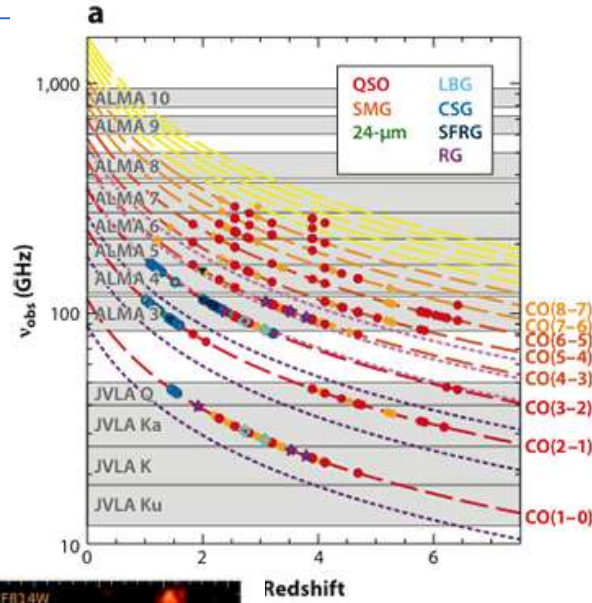 a
1,000
100
10
ν_obs (GHz)
ALMA 10
ALMA 9
ALMA 8
ALMA 7
ALMA 6
ALMA 5
ALMA 4
ALMA 3
JVLA Q
JVLA Ka
JVLA K
JVLA Ku
QSO LBG
SMG CSG
24-μm SFRG
RG
CO(8–7)
CO(7–6)
CO(6–5)
CO(5–4)
CO(4–3)
CO(3–2)
CO(2–1)
CO(1–0)
0 2 4 6
Redshift
F814W